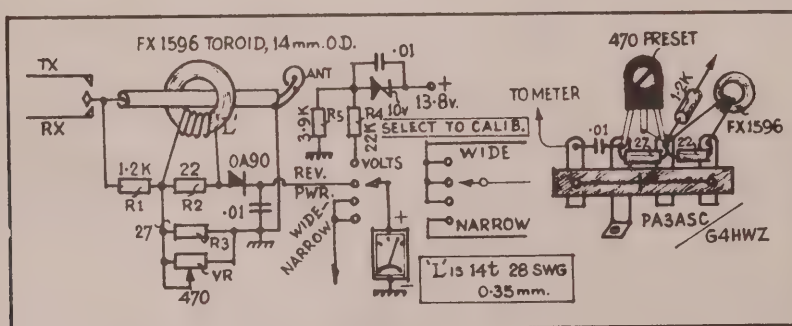 FX 1596 TOROID, 14mm. O.D.
TX
RX
'L'
ANT
1.2K
R1
22
R2
OA90
.01
27
R3
VR
470
.01
10v
+
13.8v.
3.9K
R5
R4
22K
SELECT TO CALIB.
VOLTS
REV.
PWR.
WIDE-
NARROW
+
-
WIDE
NARROW
'L' IS 14t 28 SWG
0.35mm.
470 PRESET
TO METER
.01
1.2K
27
22
FX1596
PA3ASC
/G4HWZ